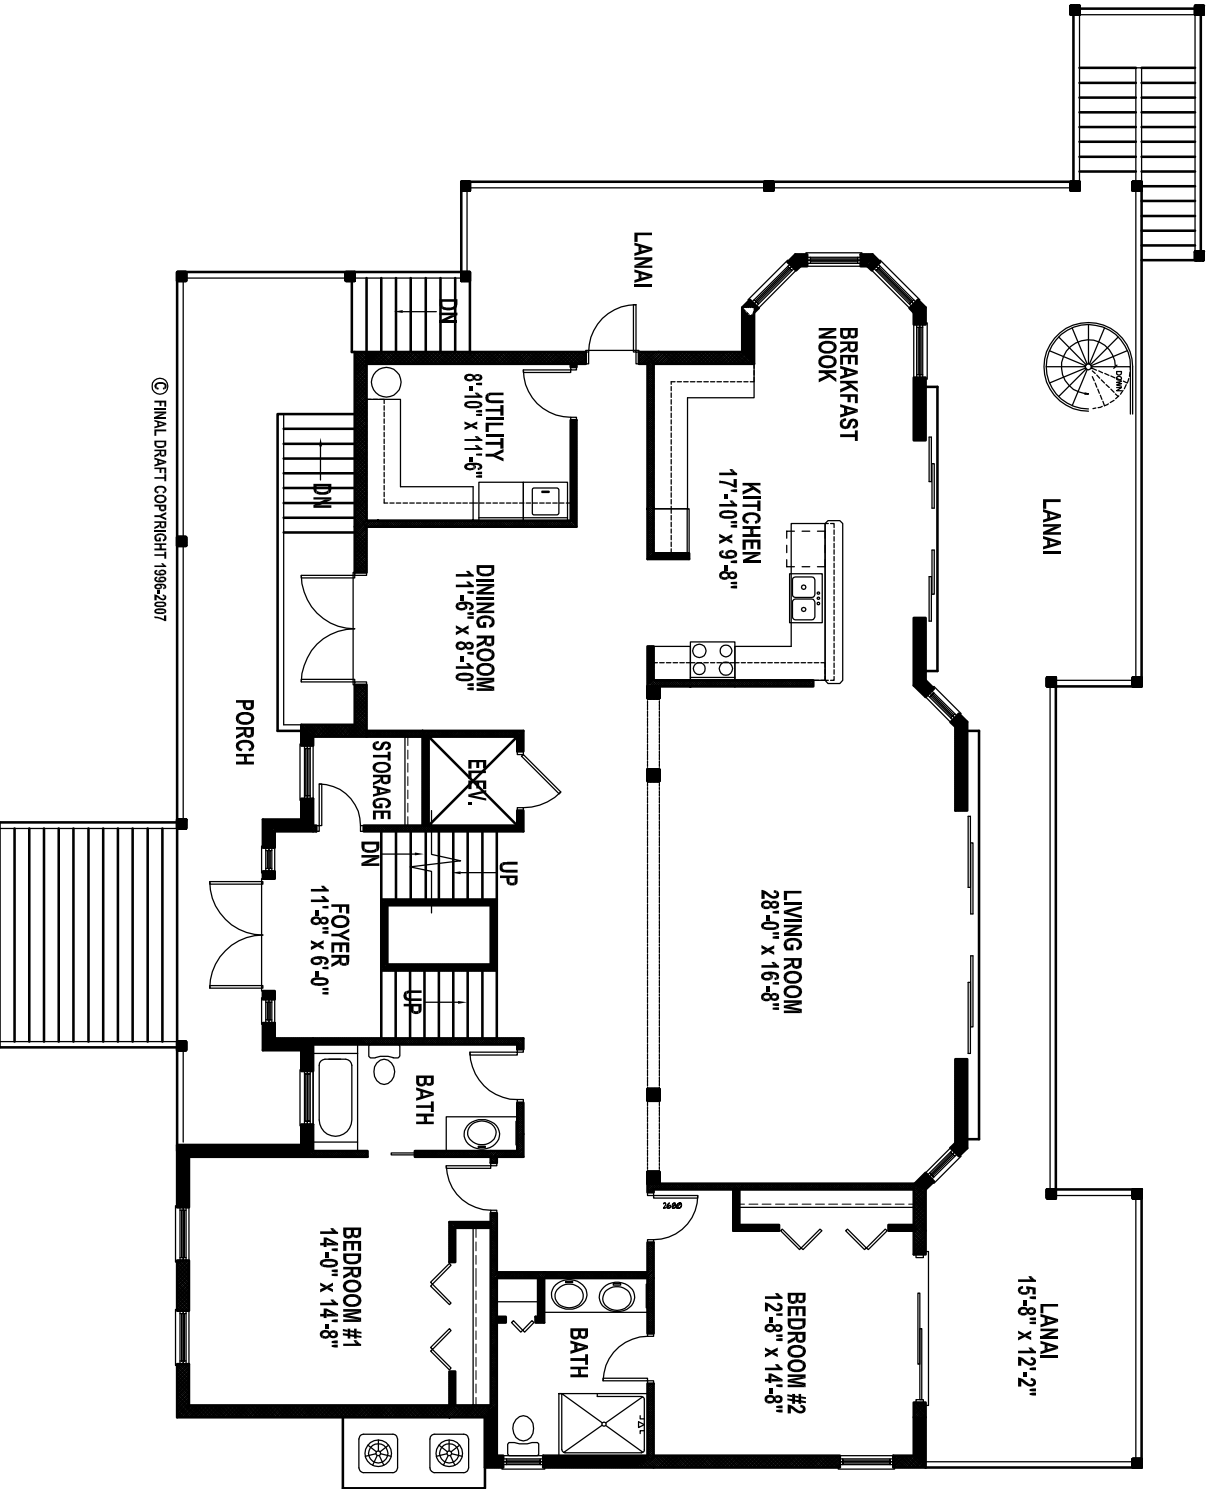 LANAI
BREAKFAST
NOOK
LANAI
DOWN
DN
UTILITY
8'-10" x 11'-6"
KITCHEN
17'-10" x 9'-8"
DN
DINING ROOM
11'-6" x 8'-10"
PORCH
STORAGE
ELEV.
UP
DN
FOYER
11'-8" x 6'-0"
UP
LIVING ROOM
28'-0" x 16'-8"
BATH
2680
BEDROOM #1
14'-0" x 14'-8"
BATH
BEDROOM #2
12'-8" x 14'-8"
LANAI
15'-8" x 12'-2"
© FINAL DRAFT COPYRIGHT 1996-2007